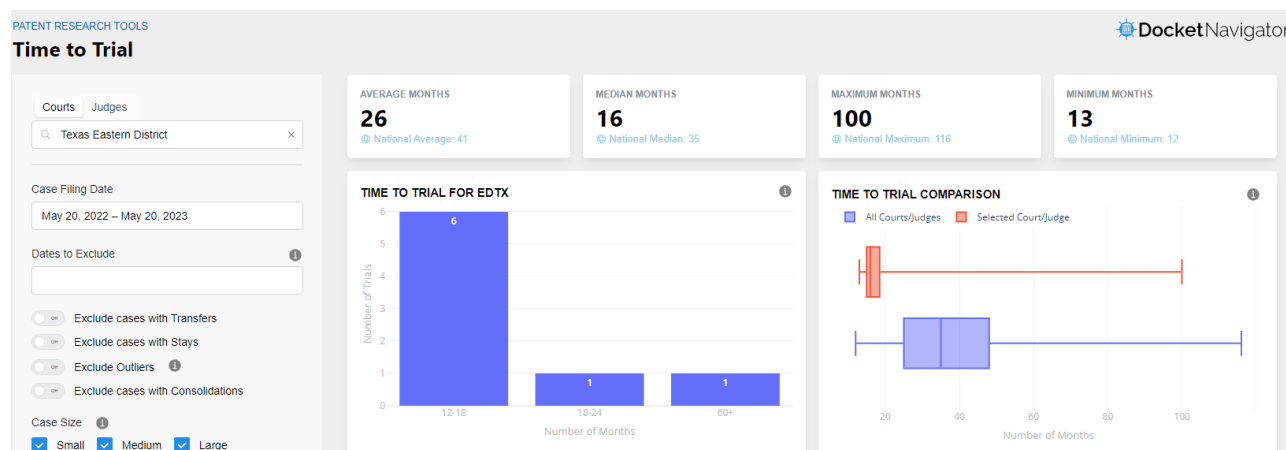 PATENT RESEARCH TOOLS
Time to Trial
DocketNavigator
Courts Judges
Texas Eastern District
Case Filing Date
May 20, 2022 – May 20, 2023
Dates to Exclude
Off Exclude cases with Transfers
Off Exclude cases with Stays
Off Exclude Outliers
Off Exclude cases with Consolidations
Case Size
Small Medium Large
AVERAGE MONTHS
26
National Average: 41
MEDIAN MONTHS
16
National Median: 35
MAXIMUM MONTHS
100
National Maximum: 116
MINIMUM MONTHS
13
National Minimum: 12
TIME TO TRIAL FOR EDTX
Number of Trials
6
5
4
3
2
1
0
6
1
1
12-18 18-24 60+
Number of Months
TIME TO TRIAL COMPARISON
All Courts/Judges Selected Court/Judge
20 40 60 80 100
Number of Months